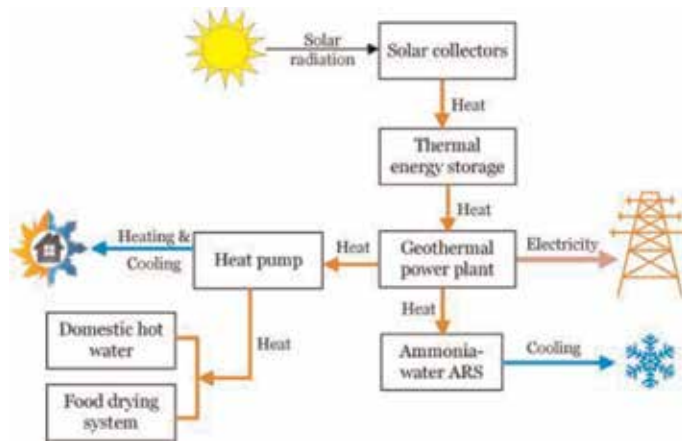 Solar
radiation
Solar collectors
Heat
Thermal
energy storage
Heat
Heating &
Cooling
Heat pump
Heat
Geothermal
power plant
Electricity
Heat
Domestic hot
water
Heat
Ammonia-
water ARS
Cooling
Food drying
system